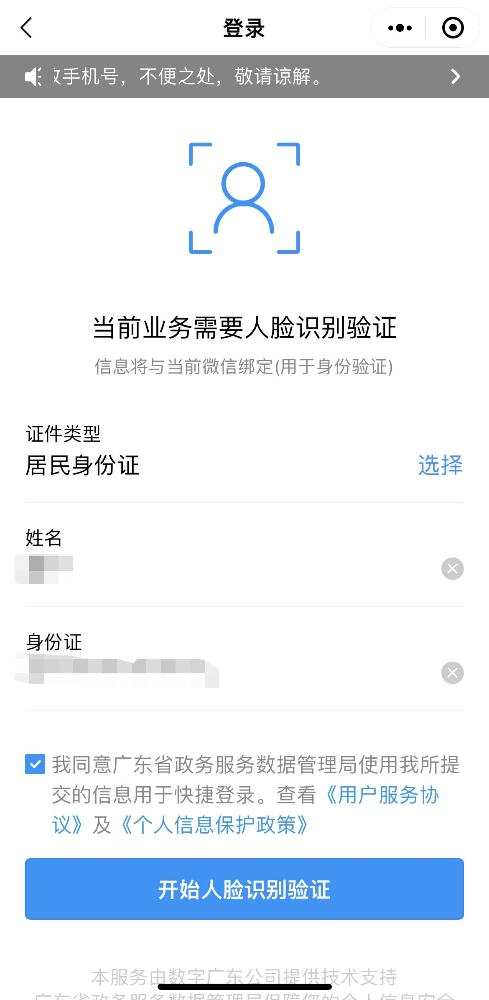 登录
手机号，不便之处，敬请谅解。
当前业务需要人脸识别验证
信息将与当前微信绑定(用于身份验证)
证件类型
居民身份证
选择
姓名
身份证
我同意广东省政务服务数据管理局使用我所提
交的信息用于快捷登录。查看《用户服务协
议》及《个人信息保护政策》
开始人脸识别验证
本服务由数字广东公司提供技术支持
广东省政务服务数据管理局保障您的个人信息安全